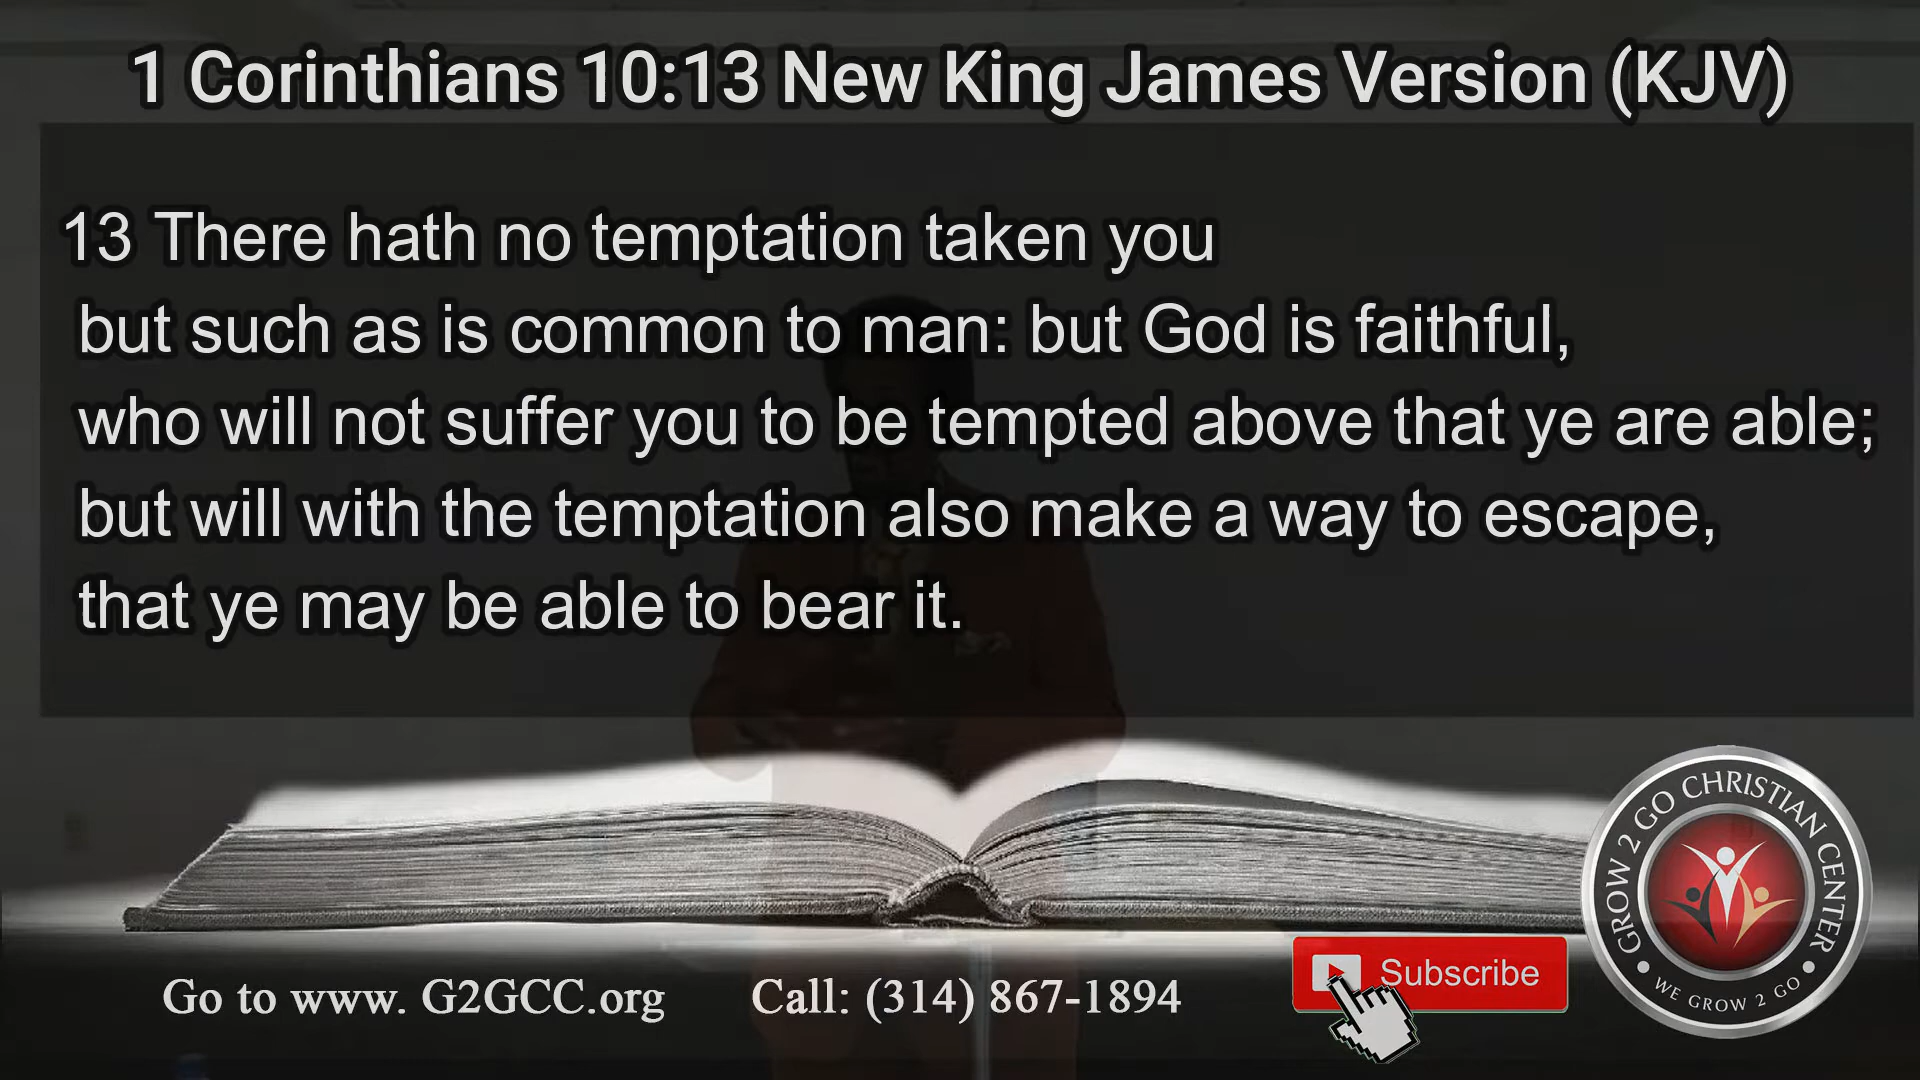 1 Corinthians 10:13 New King James Version (KJV)
13 There hath no temptation taken you
but such as is common to man: but God is faithful,
who will not suffer you to be tempted above that ye are able;
but will with the temptation also make a way to escape,
that ye may be able to bear it.
GROW 2 GO CHRISTIAN CENTER
WE GROW 2 GO
Go to www. G2GCC.org
Call: (314) 867-1894
Subscribe